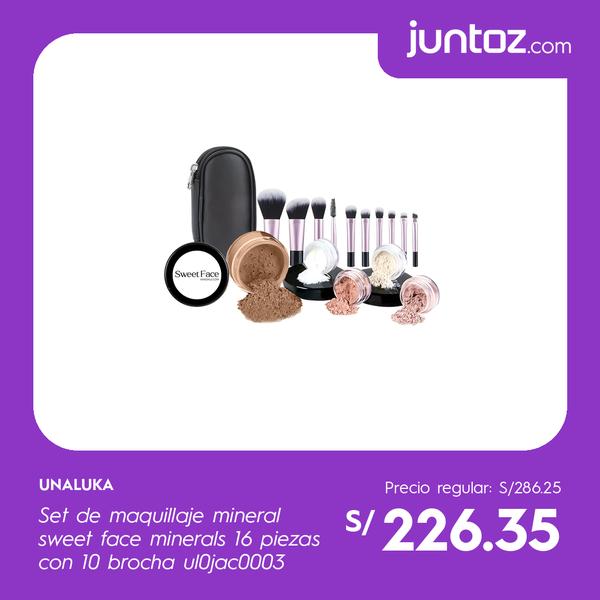 juntoz.com
Sweet Face
UNALUKA
Set de maquillaje mineral
sweet face minerals 16 piezas
con 10 brocha ul0jac0003
Precio regular: S/286.25
S/ 226.35